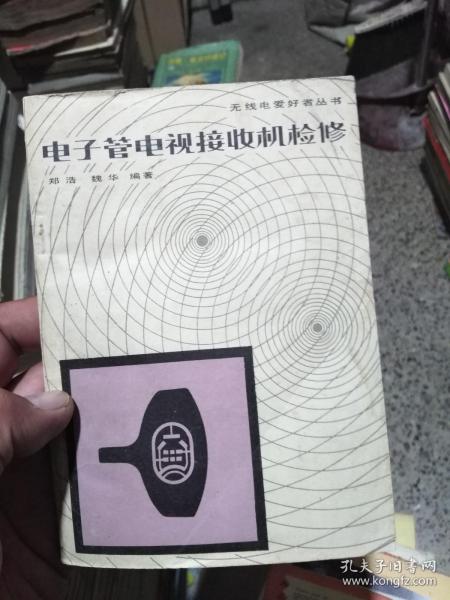 无线电爱好者丛书
电子管电视接收机检修
郑浩 魏华 编著
孔夫子旧书网
www.kongfz.com